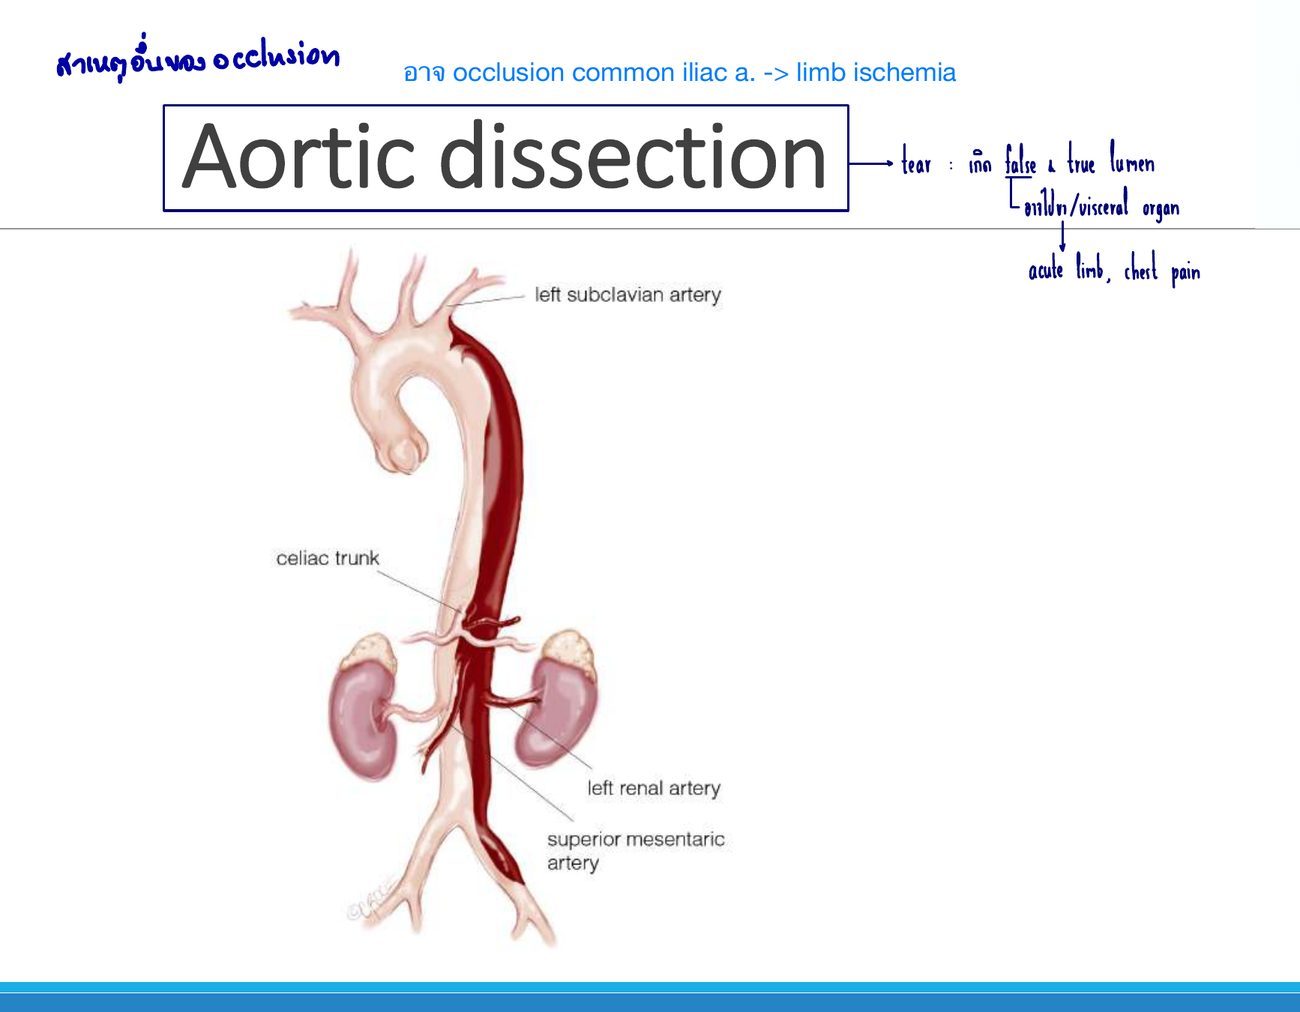 สาเหตุอื่นของ occlusion
อาจ occlusion common iliac a. -> limb ischemia
Aortic dissection
tear : เกิด false & true lumen
อาจไปขา/visceral organ
acute limb, chest pain
left subclavian artery
celiac trunk
left renal artery
superior mesentaric
artery